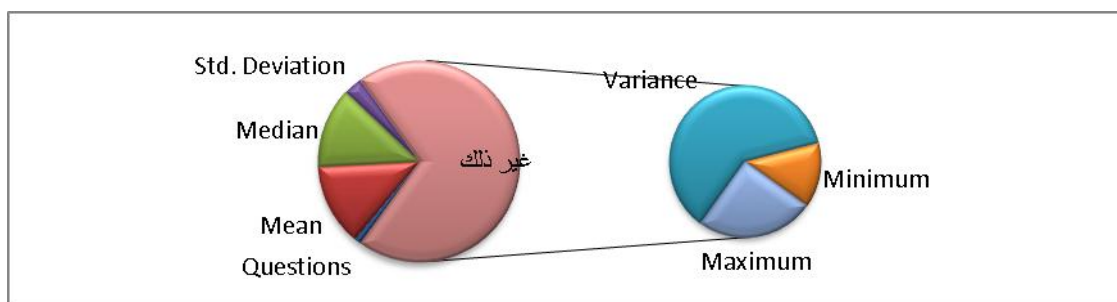 Std. Deviation
Variance
Median
غير ذلك
Minimum
Mean
Questions
Maximum